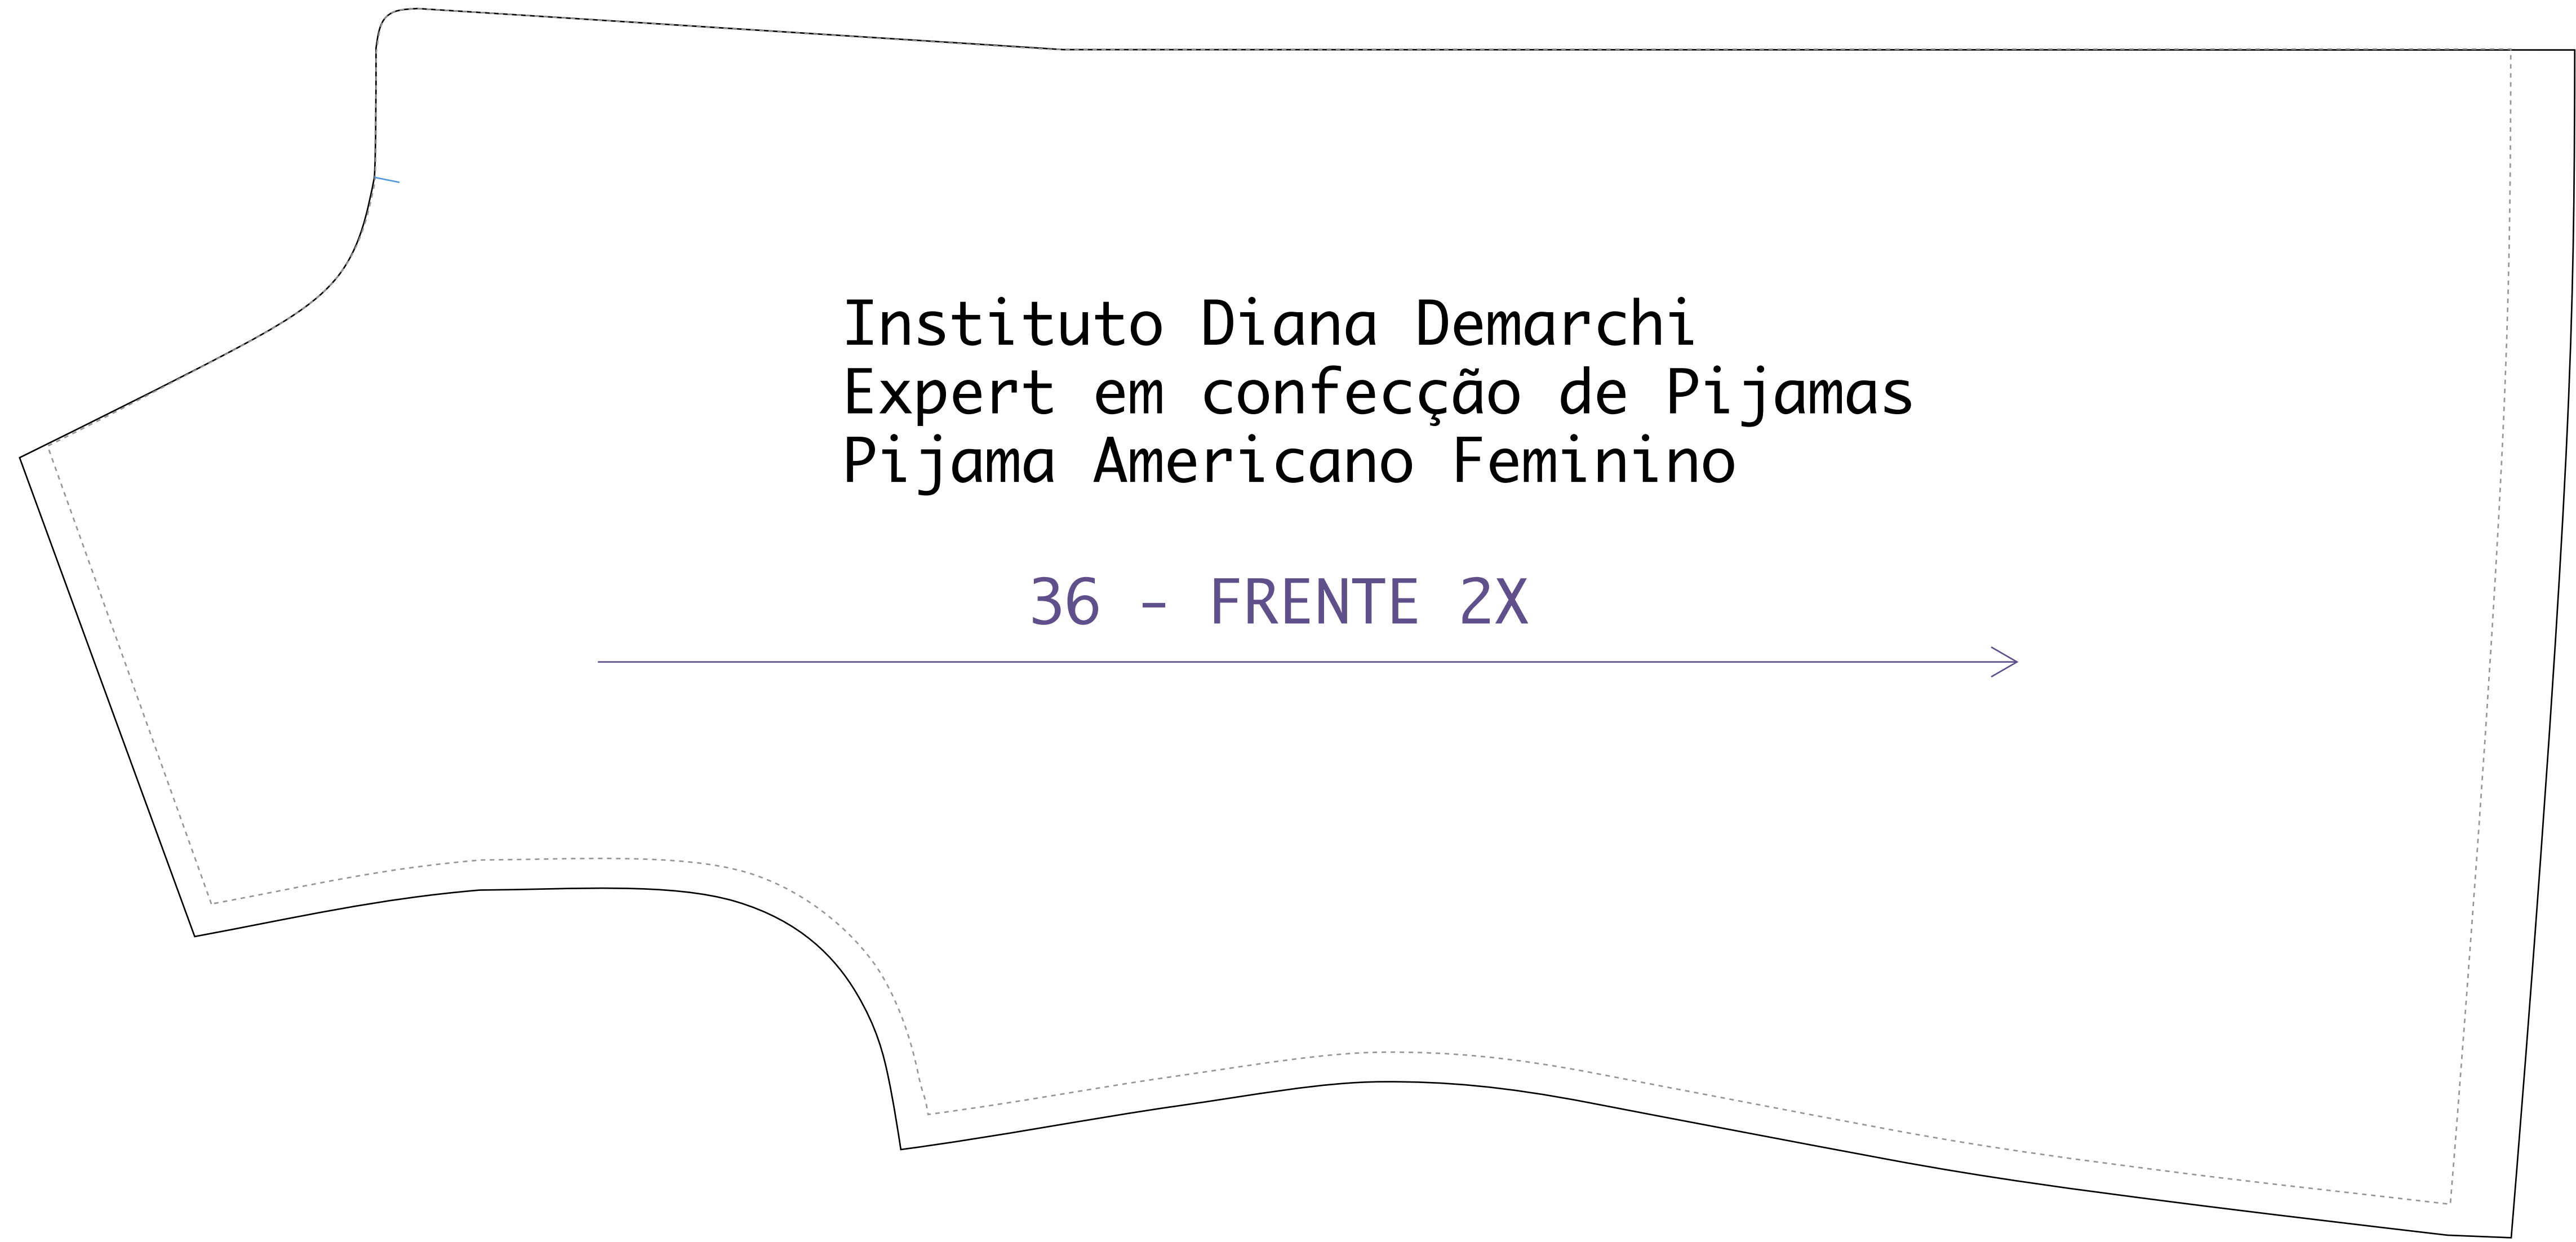 Instituto Diana Demarchi
Expert em confecção de Pijamas
Pijama Americano Feminino
36 - FRENTE 2X